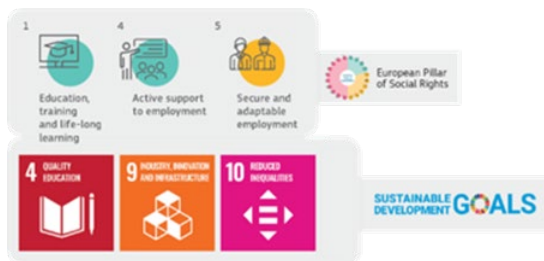 1
4
5
Education,
training
and life-long
learning
Active support
to employment
Secure and
adaptable
employment
European Pillar
of Social Rights
4 QUALITY
EDUCATION
9 INDUSTRY, INNOVATION
AND INFRASTRUCTURE
10 REDUCED
INEQUALITIES
SUSTAINABLE
DEVELOPMENT GOALS